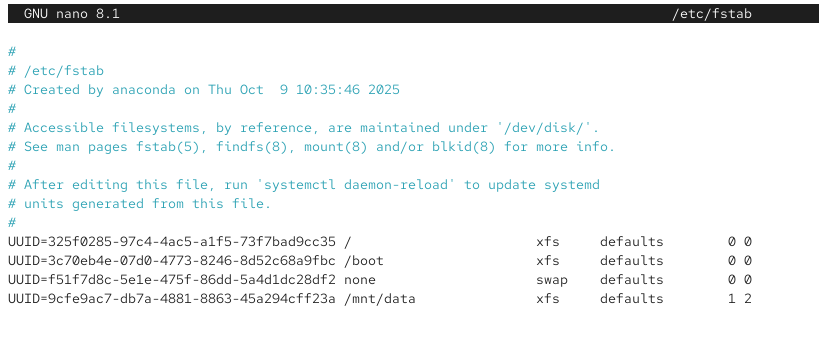 GNU nano 8.1 /etc/fstab
#
# /etc/fstab
# Created by anaconda on Thu Oct  9 10:35:46 2025
#
# Accessible filesystems, by reference, are maintained under '/dev/disk/'.
# See man pages fstab(5), findfs(8), mount(8) and/or blkid(8) for more info.
#
# After editing this file, run 'systemctl daemon-reload' to update systemd
# units generated from this file.
#
UUID=325f0285-97c4-4ac5-a1f5-73f7bad9cc35 /                       xfs     defaults        0 0
UUID=3c70eb4e-07d0-4773-8246-8d52c68a9fbc /boot                   xfs     defaults        0 0
UUID=f51f7d8c-5e1e-475f-86dd-5a4d1dc28df2 none                    swap    defaults        0 0
UUID=9cfe9ac7-db7a-4881-8863-45a294cff23a /mnt/data               xfs     defaults        1 2